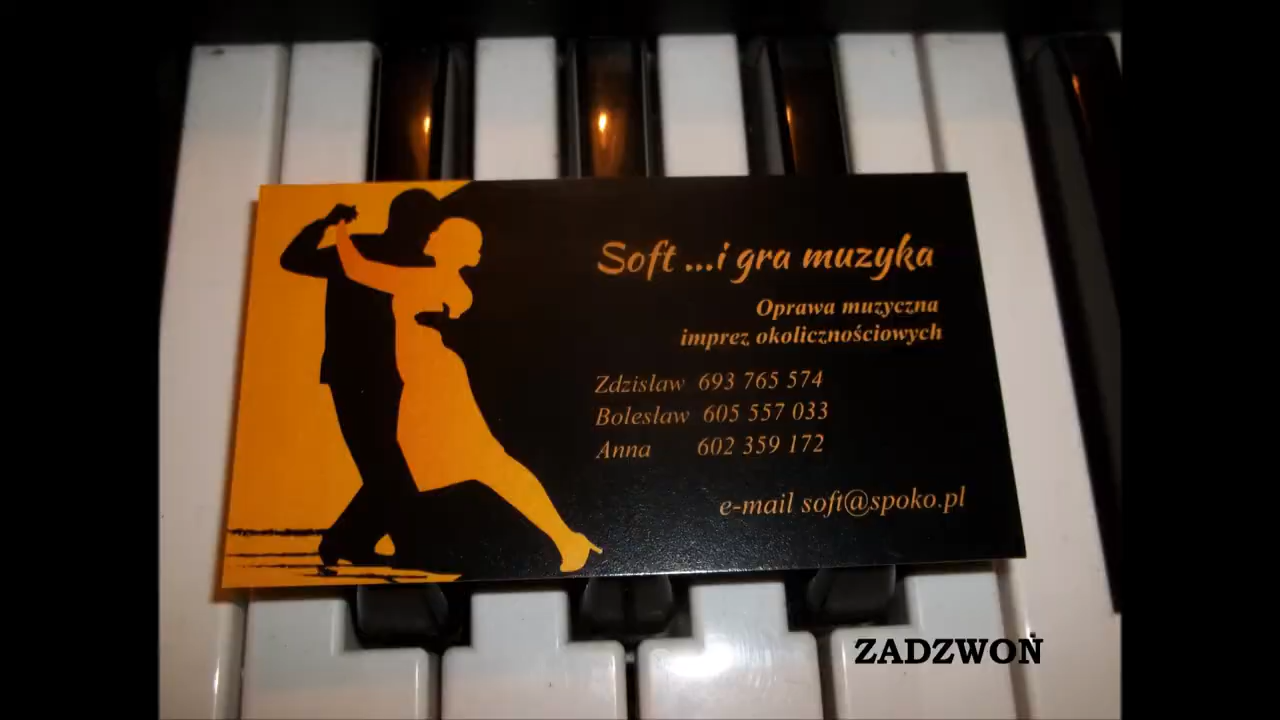 Soft ...i gra muzyka
Oprawa muzyczna
imprez okolicznościowych
Zdzisław 693 765 574
Bolesław 605 557 033
Anna 602 359 172
e-mail soft@spoko.pl
ZADZWOŃ